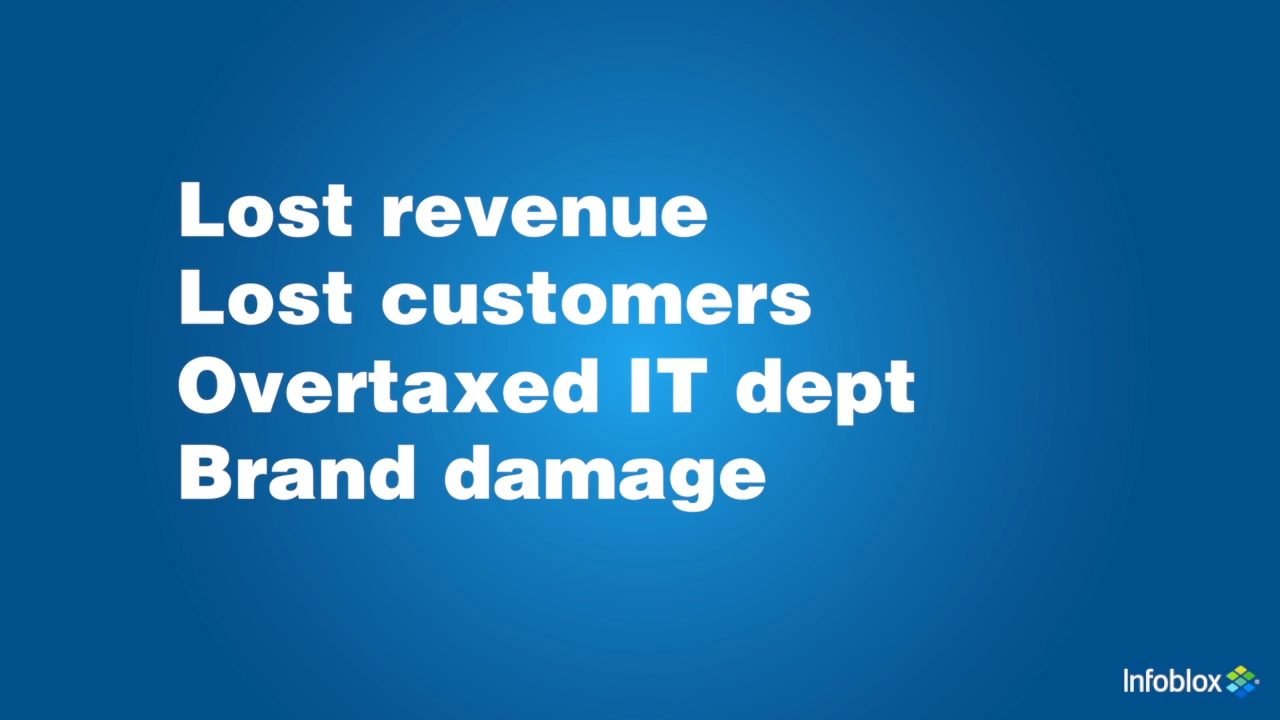 Lost revenue
Lost customers
Overtaxed IT dept
Brand damage
Infoblox